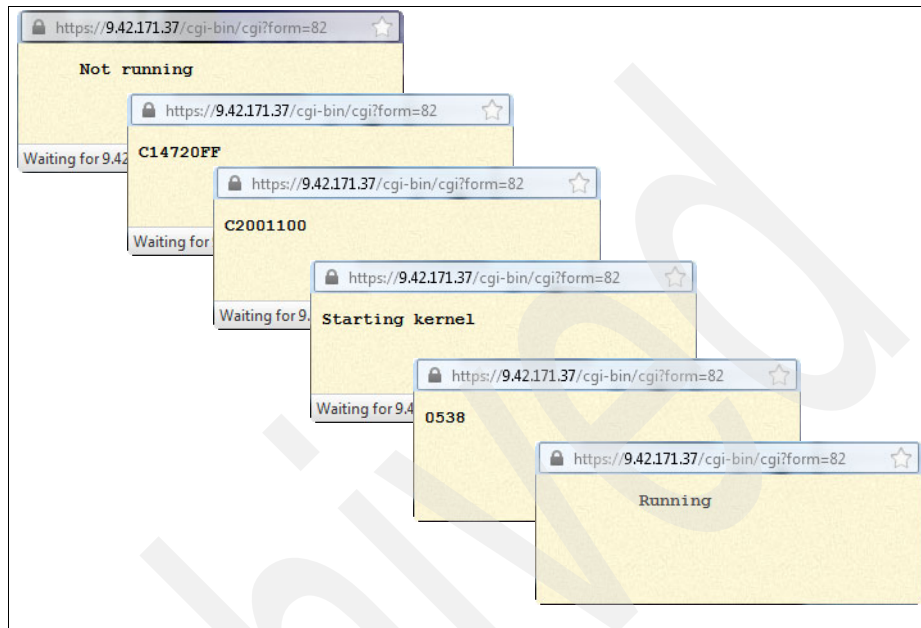 https://9.42.171.37/cgi-bin/cgi?form=82
Not running
Waiting for 9.42
https://9.42.171.37/cgi-bin/cgi?form=82
C14720FF
Waiting for
https://9.42.171.37/cgi-bin/cgi?form=82
C2001100
Waiting for 9.
https://9.42.171.37/cgi-bin/cgi?form=82
Starting kernel
Waiting for 9.4
https://9.42.171.37/cgi-bin/cgi?form=82
0538
https://9.42.171.37/cgi-bin/cgi?form=82
Running
hived